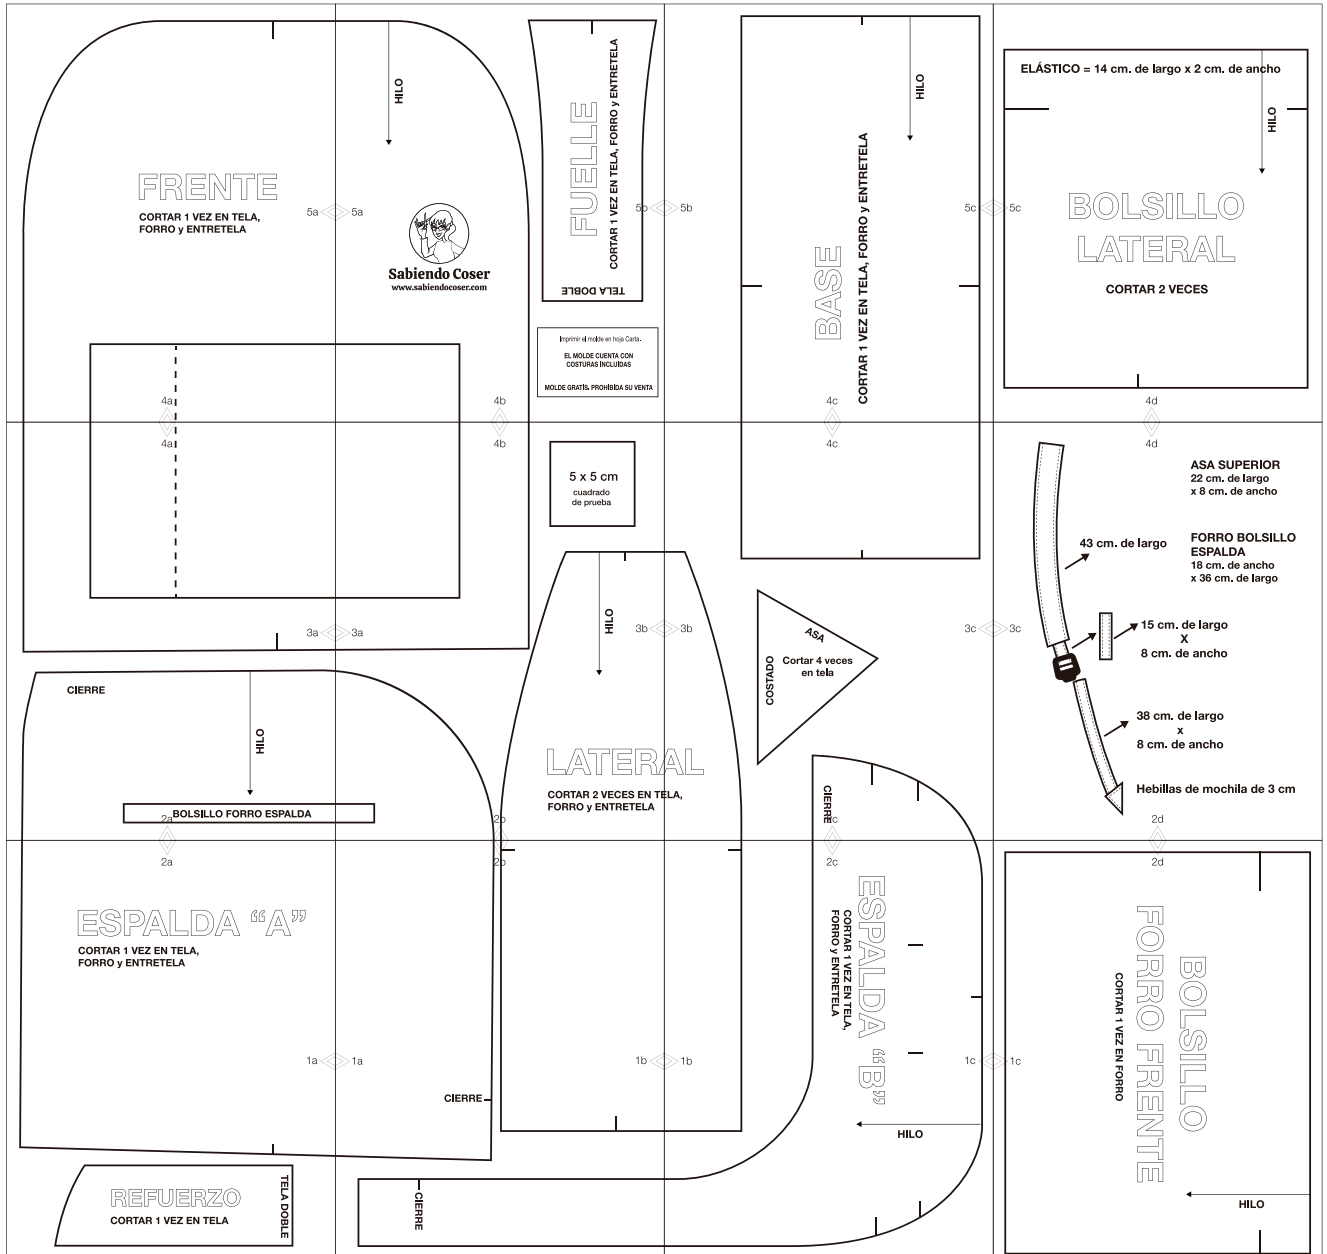 HILO
FRENTE
CORTAR 1 VEZ EN TELA,
FORRO y ENTRETELA
5a
5a
Sabiendo Coser
www.sabiendocoser.com
4a
4a
4b
4b
3a
3a
FUELLE
CORTAR 1 VEZ EN TELA, FORRO y ENTRETELA
TELA DOBLE
5b
5b
Imprimir el molde en hoja Carta.
EL MOLDE CUENTA CON
COSTURAS INCLUÍDAS
MOLDE GRATIS. PROHÍBIDA SU VENTA
5 x 5 cm
cuadrado
de prueba
HILO
BASE
CORTAR 1 VEZ EN TELA, FORRO y ENTRETELA
5c
5c
4c
4c
ELÁSTICO = 14 cm. de largo x 2 cm. de ancho
HILO
BOLSILLO
LATERAL
CORTAR 2 VECES
4d
4d
ASA SUPERIOR
22 cm. de largo
x 8 cm. de ancho
43 cm. de largo
FORRO BOLSILLO
ESPALDA
18 cm. de ancho
x 36 cm. de largo
15 cm. de largo
X
8 cm. de ancho
38 cm. de largo
x
8 cm. de ancho
Hebillas de mochila de 3 cm
3b
3b
3c
3c
ASA
COSTADO
Cortar 4 veces
en tela
CIERRE
HILO
BOLSILLO FORRO ESPALDA
2a
2a
ESPALDA “A”
CORTAR 1 VEZ EN TELA,
FORRO y ENTRETELA
1a
1a
CIERRE
HILO
LATERAL
CORTAR 2 VECES EN TELA,
FORRO y ENTRETELA
2b
2b
1b
1b
CIERRE
2c
2c
ESPALDA “B”
CORTAR 1 VEZ EN TELA,
FORRO y ENTRETELA
1c
1c
HILO
CIERRE
2d
2d
BOLSILLO
FORRO FRENTE
CORTAR 1 VEZ EN FORRO
HILO
REFUERZO
CORTAR 1 VEZ EN TELA
TELA DOBLE